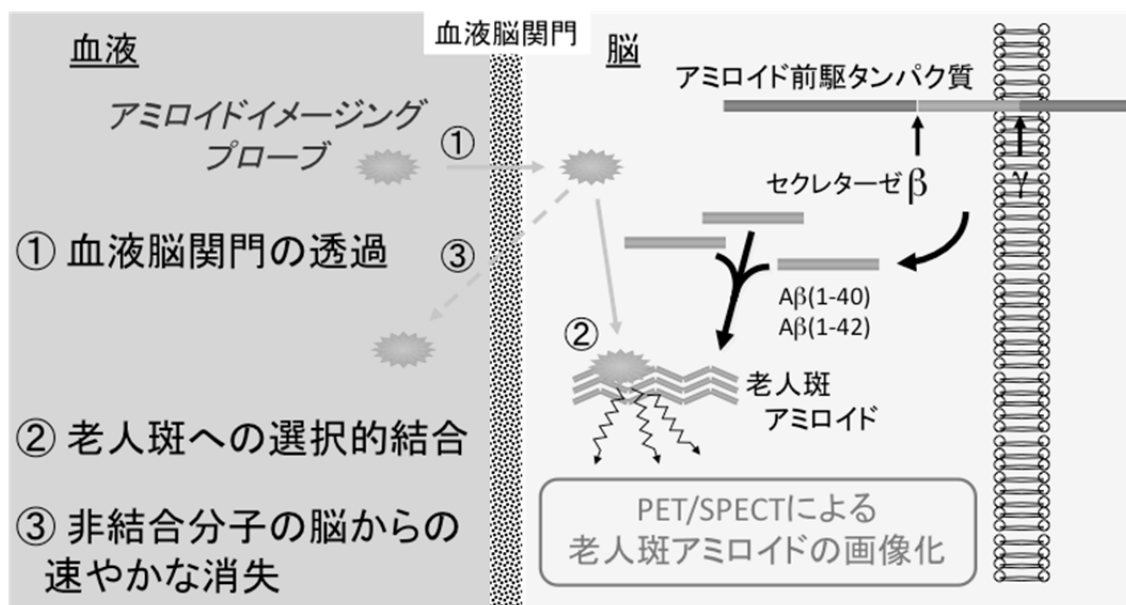 血液脳関門
血液
脳
アミロイドイメージング
プローブ
①
③
②
① 血液脳関門の透過
② 老人斑への選択的結合
③ 非結合分子の脳からの
速やかな消失
アミロイド前駆タンパク質
セクレターゼ β
γ
Aβ(1-40)
Aβ(1-42)
老人斑
アミロイド
PET/SPECTによる
老人斑アミロイドの画像化